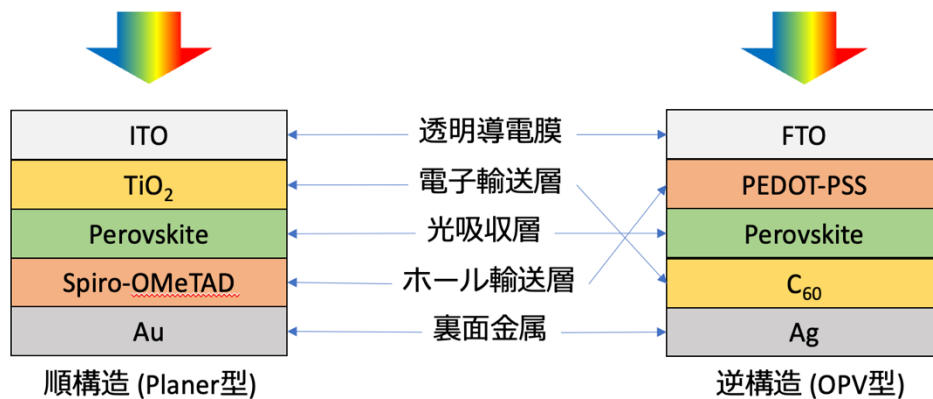 ITO
TiO₂
Perovskite
Spiro-OMeTAD
Au
順構造 (Planer型)
透明導電膜
電子輸送層
光吸収層
ホール輸送層
裏面金属
FTO
PEDOT-PSS
Perovskite
C₆₀
Ag
逆構造 (OPV型)